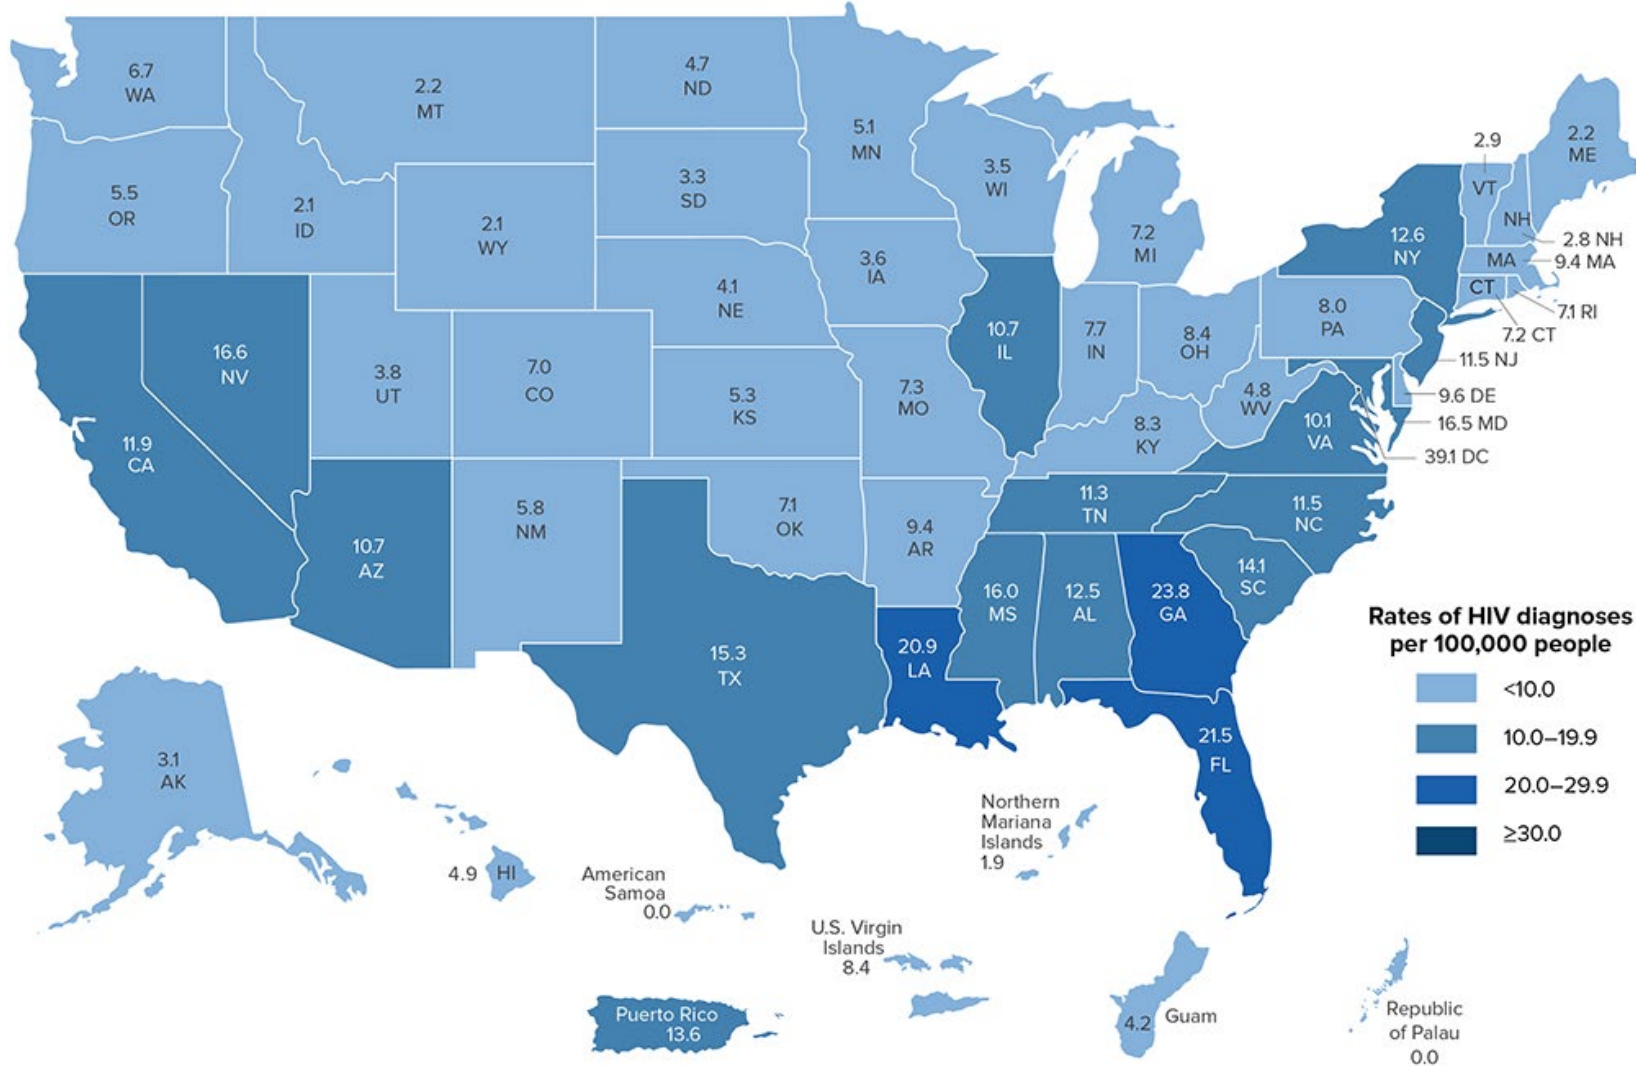 6.7
WA
2.2
MT
4.7
ND
5.1
MN
3.5
WI
7.2
MI
2.9
VT
2.2
ME
NH
2.8 NH
MA
9.4 MA
CT
7.1 RI
7.2 CT
12.6
NY
5.5
OR
2.1
ID
2.1
WY
3.3
SD
3.6
IA
4.1
NE
10.7
IL
7.7
IN
8.4
OH
8.0
PA
11.5 NJ
9.6 DE
16.5 MD
39.1 DC
16.6
NV
3.8
UT
7.0
CO
5.3
KS
7.3
MO
8.3
KY
4.8
WV
10.1
VA
11.9
CA
10.7
AZ
5.8
NM
7.1
OK
9.4
AR
11.3
TN
11.5
NC
14.1
SC
16.0
MS
12.5
AL
23.8
GA
15.3
TX
20.9
LA
21.5
FL
Rates of HIV diagnoses
per 100,000 people
<10.0
10.0–19.9
20.0–29.9
≥30.0
3.1
AK
4.9
HI
American
Samoa
0.0
Northern
Mariana
Islands
1.9
U.S. Virgin
Islands
8.4
Puerto Rico
13.6
4.2
Guam
Republic
of Palau
0.0